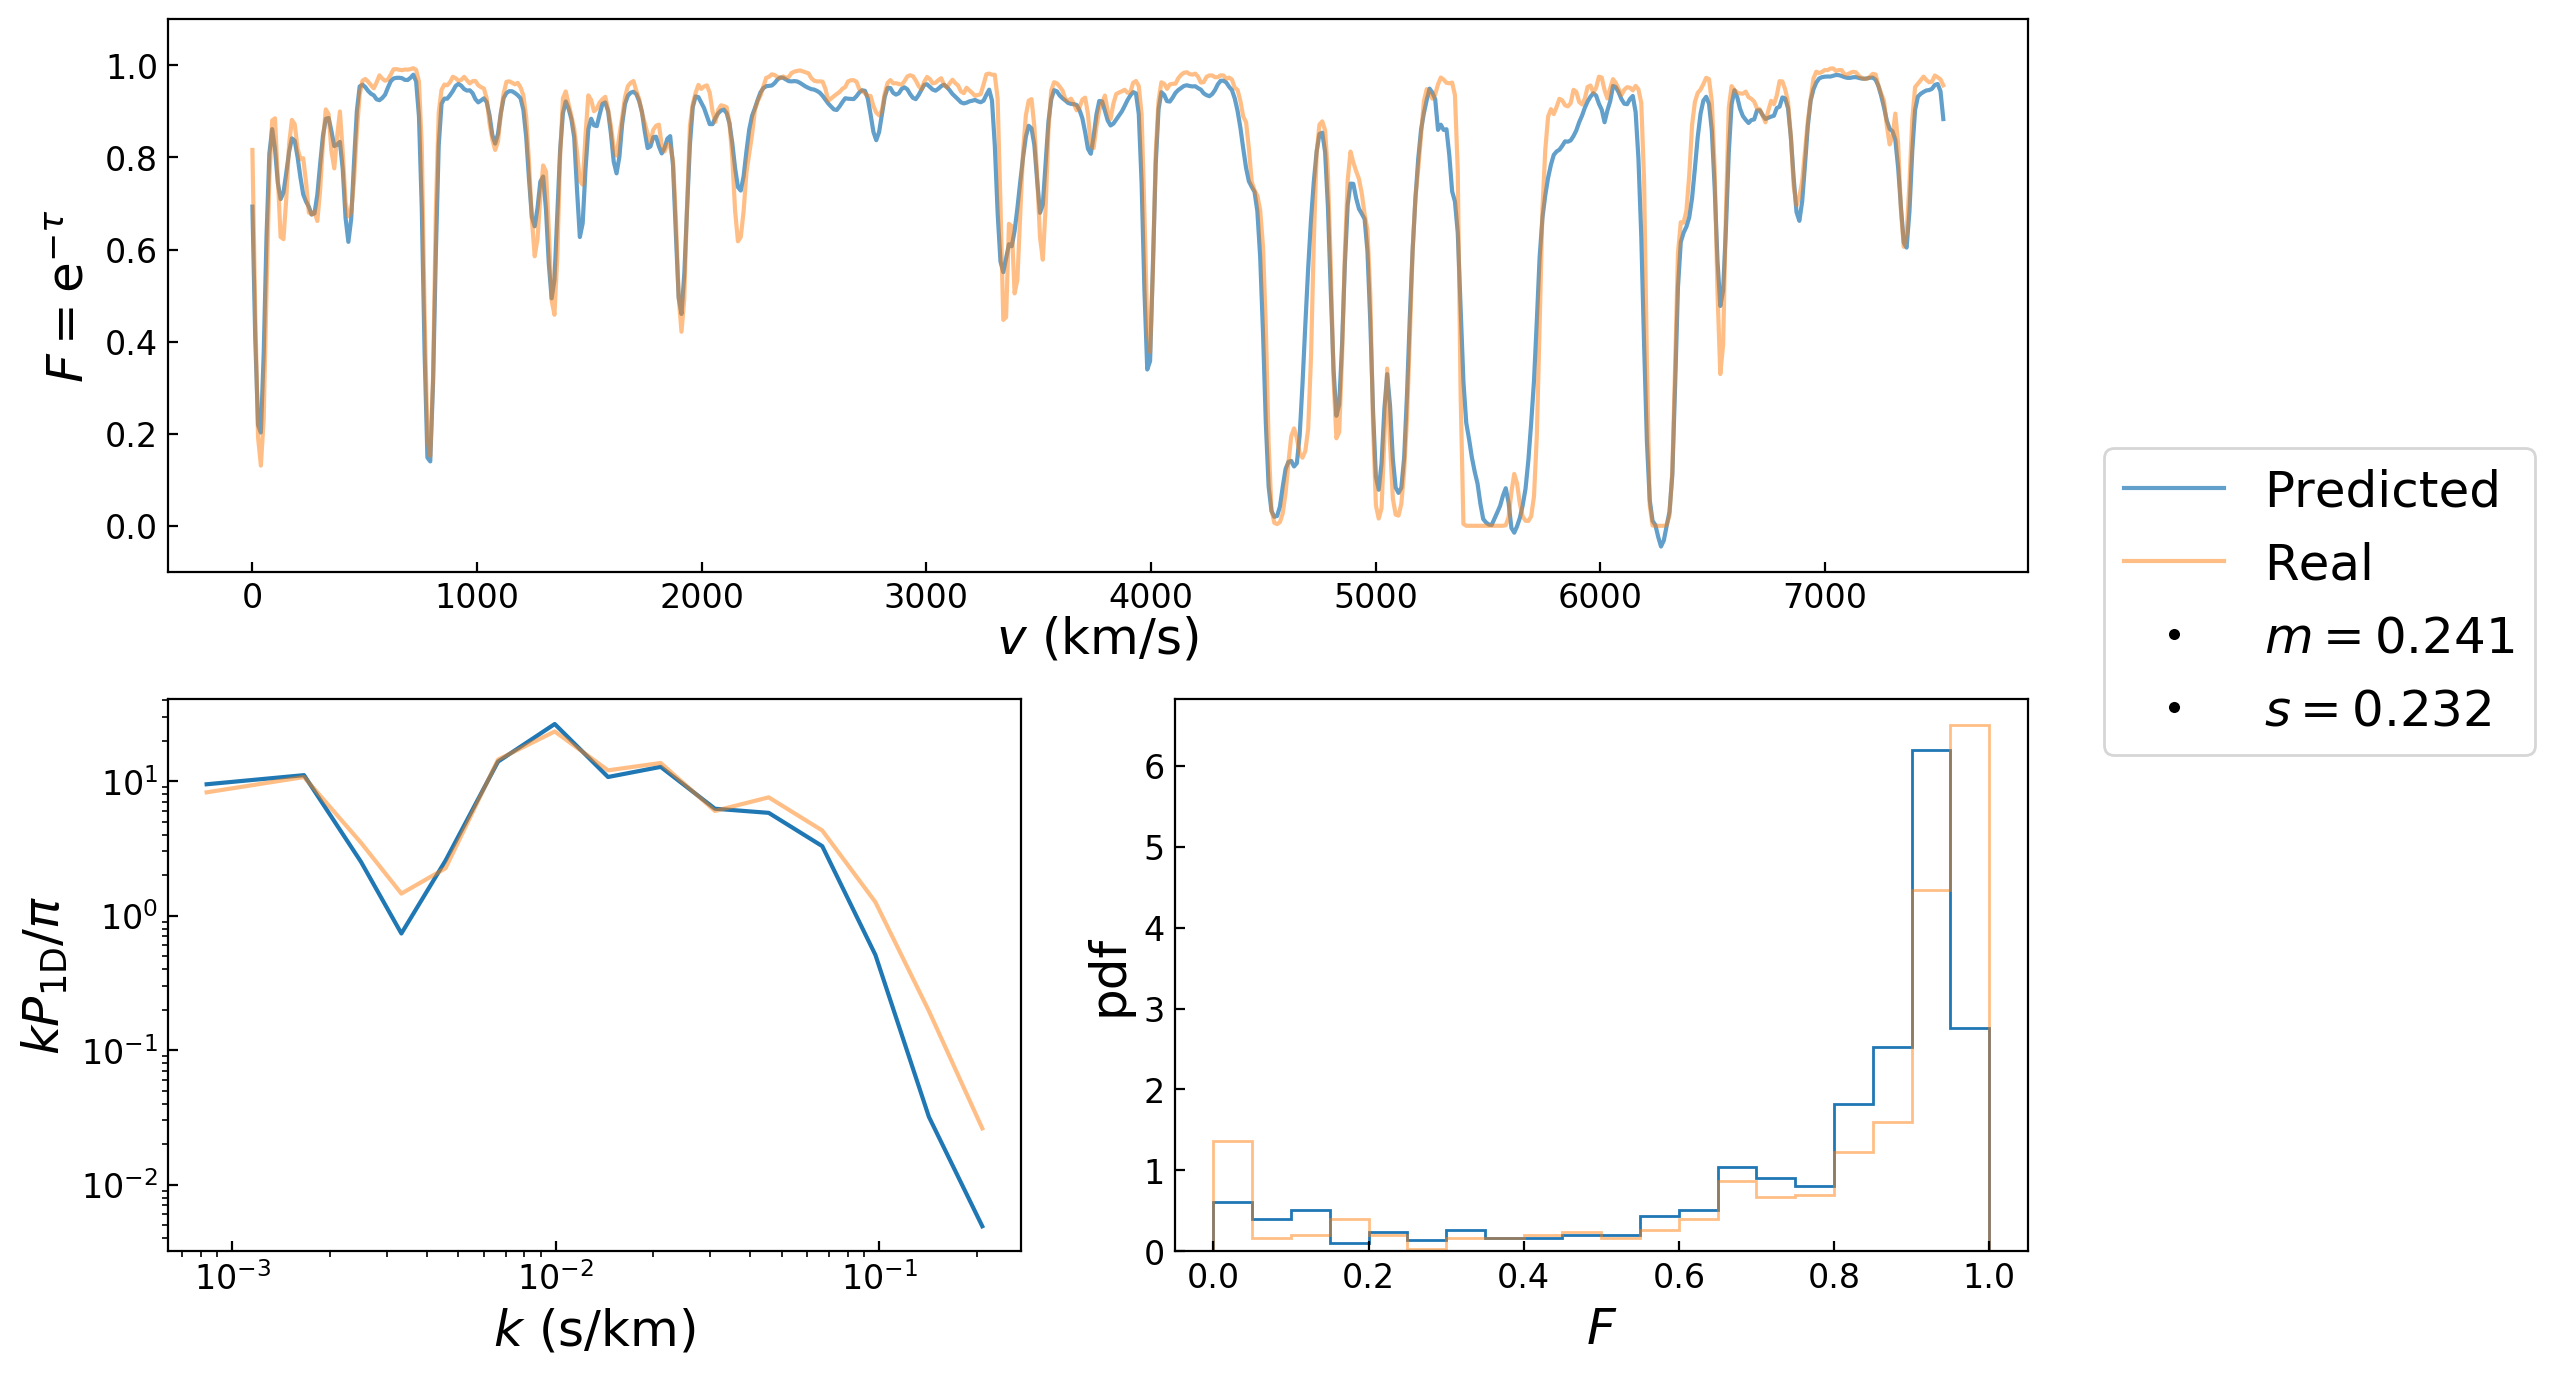 1.0
0.8
0.6
0.4
0.2
0.0
F = e^{−τ}
0 1000 2000 3000 4000 5000 6000 7000
v (km/s)
Predicted
Real
m = 0.241
s = 0.232
10^1
10^0
10^{−1}
10^{−2}
kP_{1D}/π
10^{−3} 10^{−2} 10^{−1}
k (s/km)
6
5
4
3
2
1
0
pdf
0.0 0.2 0.4 0.6 0.8 1.0
F